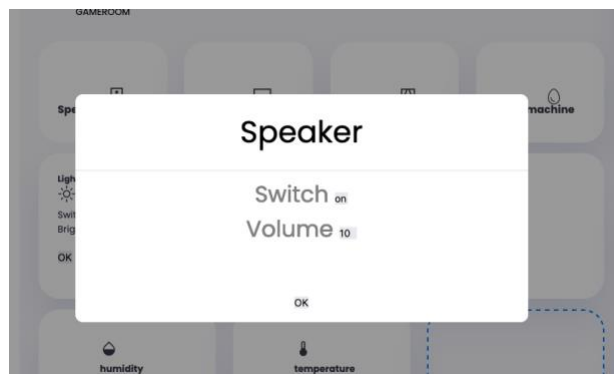 GAMEROOM
Spe
machine
Speaker
Ligh
Switch on
Swit
Volume 10
Brig
OK
OK
humidity
temperature